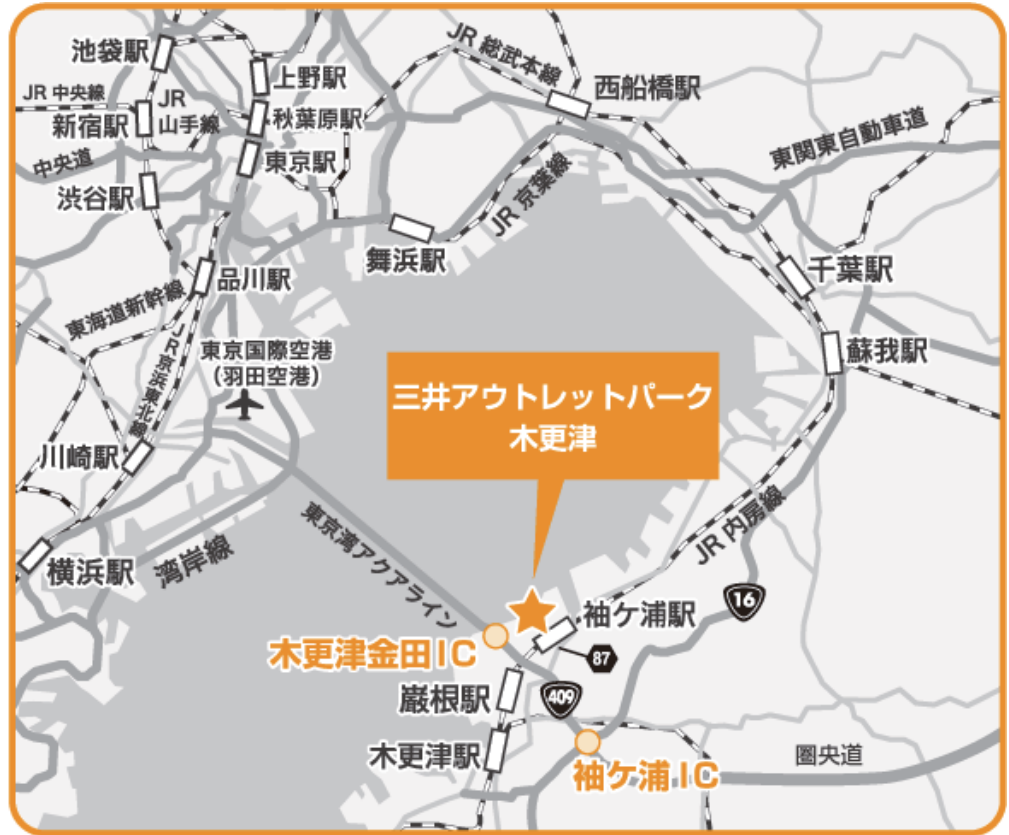 池袋駅
上野駅
JR 総武本線
西船橋駅
JR 中央線
JR
山手線
新宿駅
秋葉原駅
中央道
東京駅
東関東自動車道
渋谷駅
JR 京葉線
舞浜駅
品川駅
千葉駅
東海道新幹線
JR京浜東北線
東京国際空港
(羽田空港)
蘇我駅
三井アウトレットパーク
木更津
川崎駅
横浜駅
湾岸線
東京湾アクアライン
JR 内房線
16
袖ケ浦駅
木更津金田IC
87
巌根駅
409
木更津駅
袖ケ浦IC
圏央道